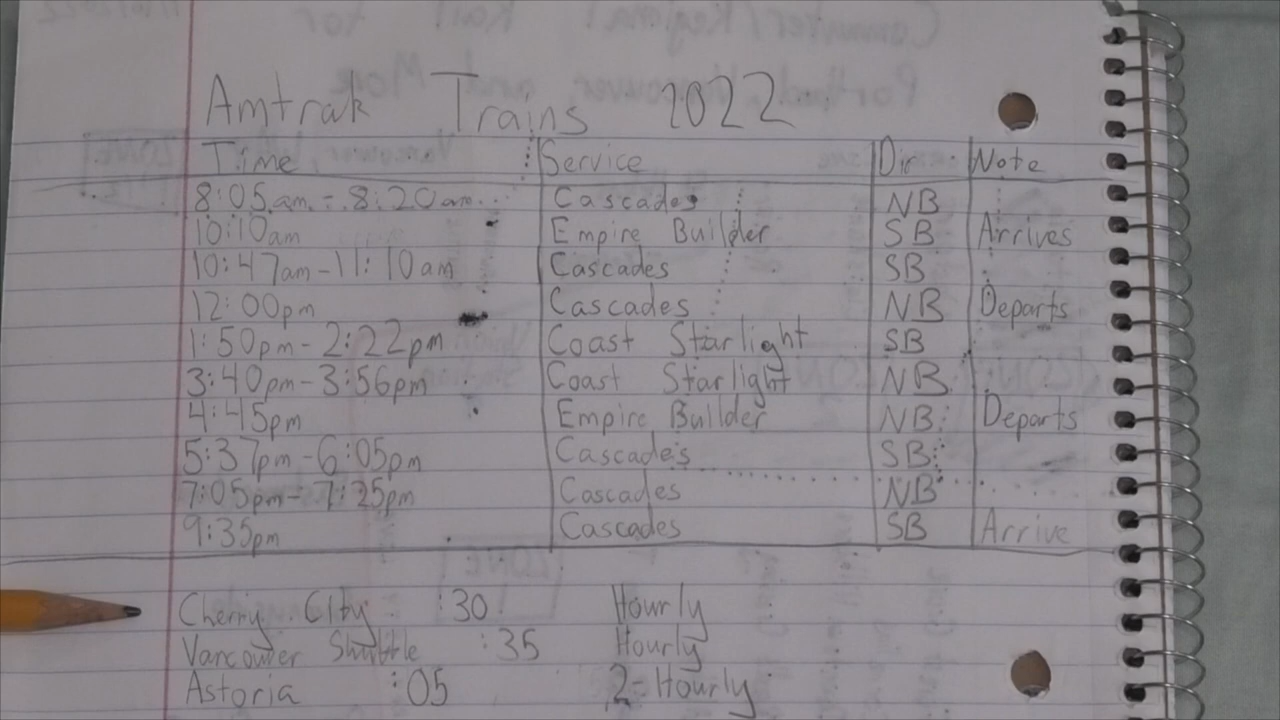 Amtrak Trains 2022
Time Service Dir Note
8:05am - 8:20am Cascades NB
10:10am Empire Builder SB Arrives
10:47am-11:10am Cascades SB
12:00pm Cascades NB Departs
1:50pm-2:22pm Coast Starlight SB
3:40pm-3:56pm Coast Starlight NB
4:45pm Empire Builder NB Departs
5:37pm-6:05pm Cascades SB
7:05pm-7:25pm Cascades NB
9:35pm Cascades SB Arrive
Cherry City :30 Hourly
Vancouver Shuttle :35 Hourly
Astoria :05 2-Hourly